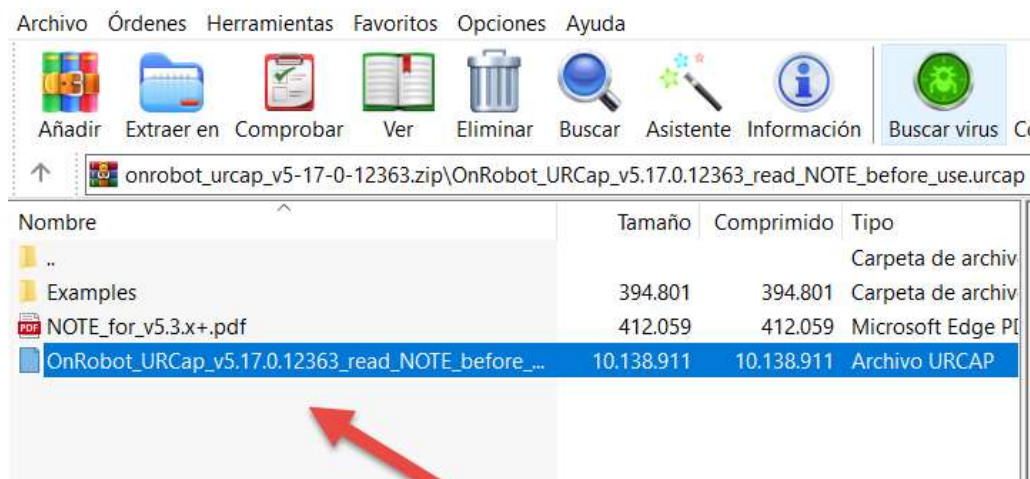 Archivo Órdenes Herramientas Favoritos Opciones Ayuda
Añadir Extraer en Comprobar Ver Eliminar Buscar Asistente Información Buscar virus
onrobot_urcap_v5-17-0-12363.zip\OnRobot_URCap_v5.17.0.12363_read_NOTE_before_use.urcap
Nombre Tamaño Comprimido Tipo
.. Carpeta de archiv
Examples 394.801 394.801 Carpeta de archiv
PDF NOTE_for_v5.3.x+.pdf 412.059 412.059 Microsoft Edge PD
OnRobot_URCap_v5.17.0.12363_read_NOTE_before_... 10.138.911 10.138.911 Archivo URCAP